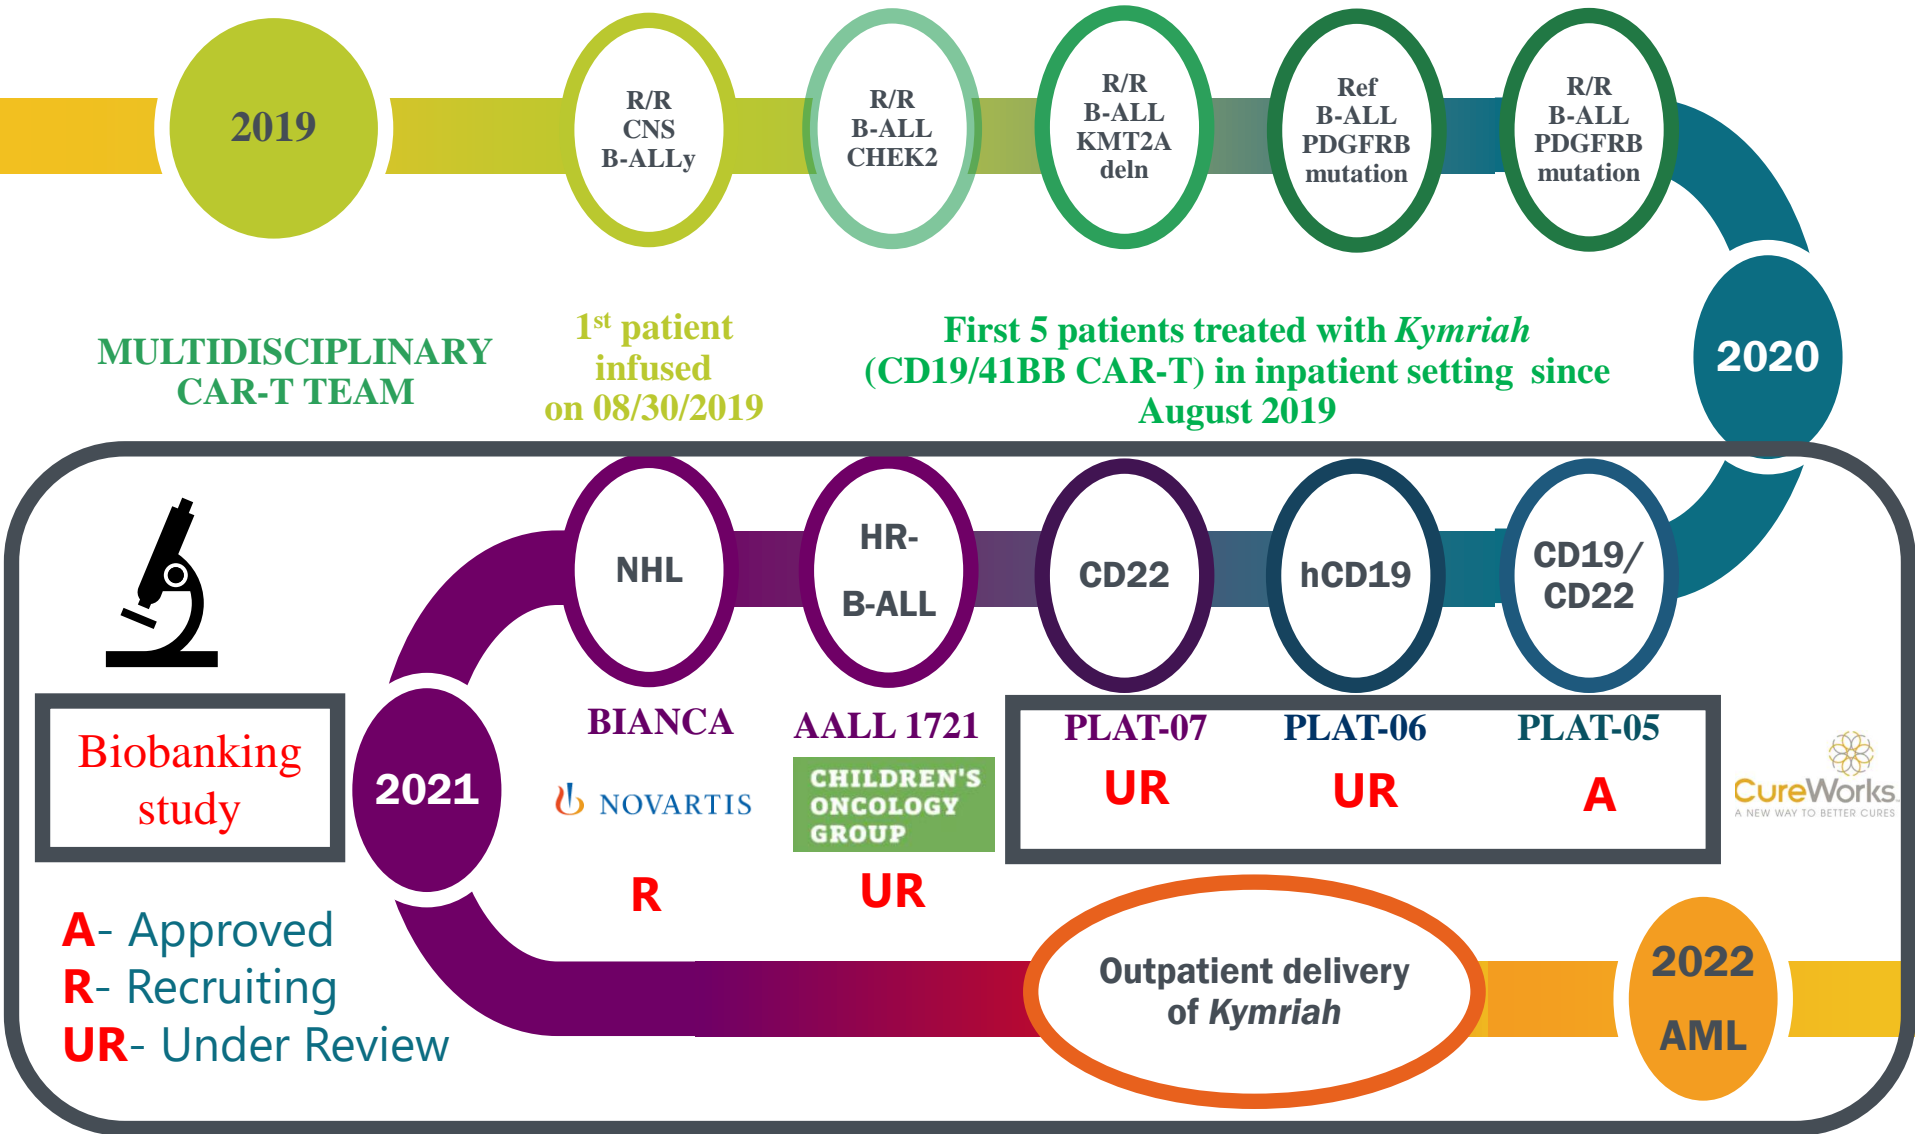 2019
R/R
CNS
B-ALLy
R/R
B-ALL
CHEK2
R/R
B-ALL
KMT2A
deln
Ref
B-ALL
PDGFRB
mutation
R/R
B-ALL
PDGFRB
mutation
MULTIDISCIPLINARY
CAR-T TEAM
1st patient
infused
on 08/30/2019
First 5 patients treated with Kymriah
(CD19/41BB CAR-T) in inpatient setting since
August 2019
2020
NHL
HR-
B-ALL
CD22
hCD19
CD19/
CD22
BIANCA
AALL 1721
PLAT-07
PLAT-06
PLAT-05
NOVARTIS
CHILDREN'S
ONCOLOGY
GROUP
UR
UR
A
CureWorks
A NEW WAY TO BETTER CURES
R
UR
Biobanking
study
2021
A- Approved
R- Recruiting
UR- Under Review
Outpatient delivery
of Kymriah
2022
AML